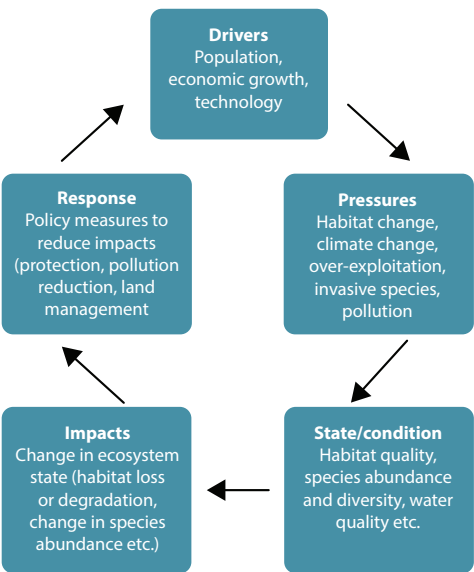 Drivers
Population,
economic growth,
technology
Pressures
Habitat change,
climate change,
over-exploitation,
invasive species,
pollution
State/condition
Habitat quality,
species abundance
and diversity, water
quality etc.
Impacts
Change in ecosystem
state (habitat loss
or degradation,
change in species
abundance etc.)
Response
Policy measures to
reduce impacts
(protection, pollution
reduction, land
management